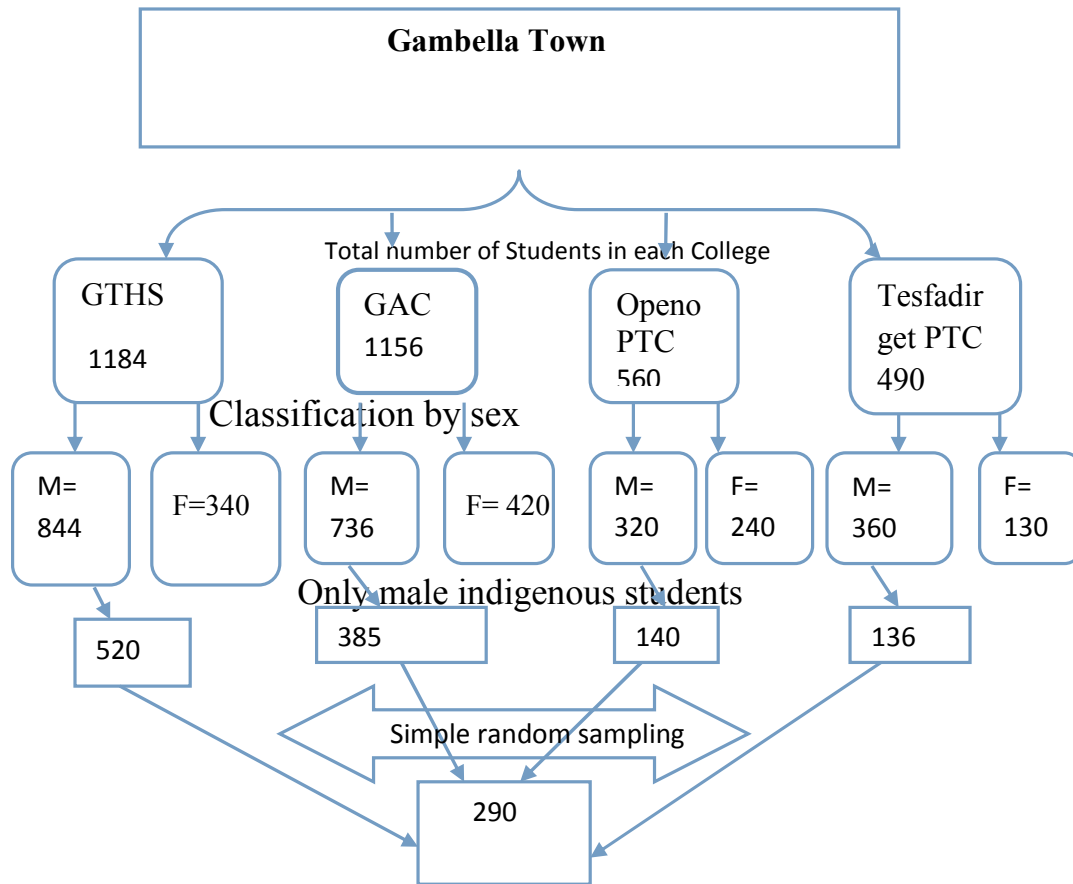 Gambella Town
Total number of Students in each College
GTHS
1184
GAC
1156
Openo
PTC
560
Tesfadir
get PTC
490
Classification by sex
M=
844
F=340
M=
736
F= 420
M=
320
F=
240
M=
360
F=
130
Only male indigenous students
520
385
140
136
Simple random sampling
290